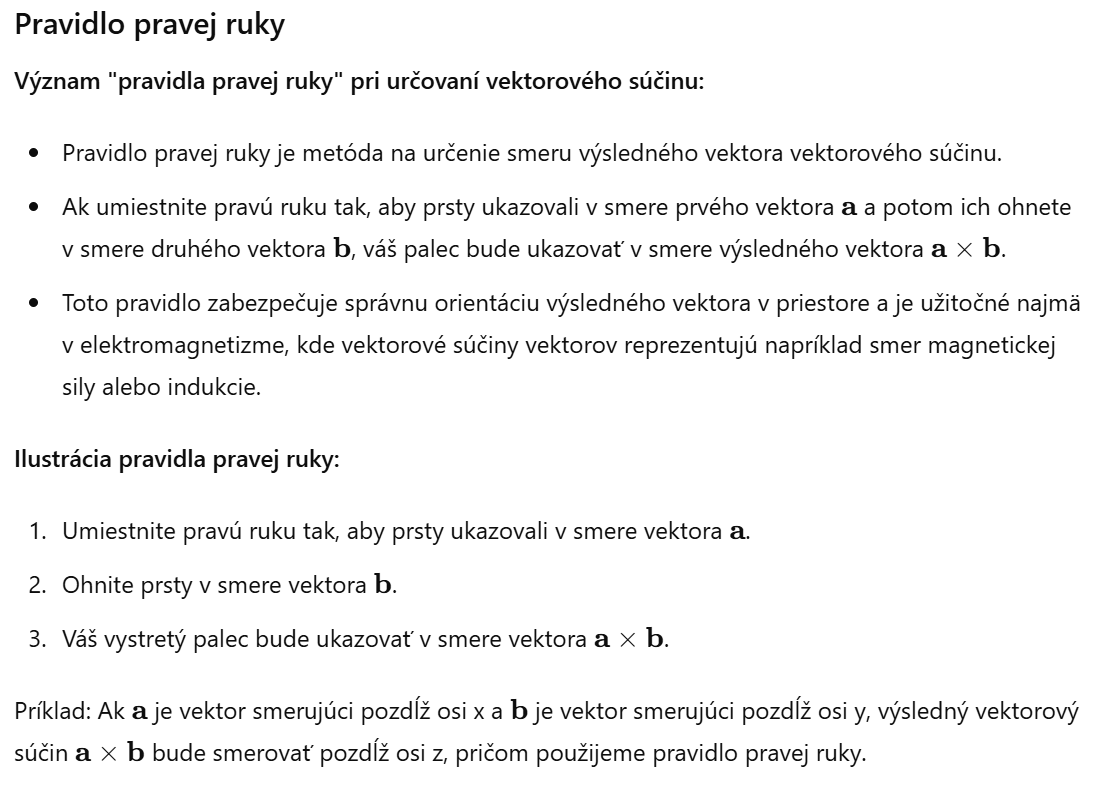 Pravidlo pravej ruky
Význam "pravidla pravej ruky" pri určovaní vektorového súčinu:
• Pravidlo pravej ruky je metóda na určenie smeru výsledného vektora vektorového súčinu.
• Ak umiestnite pravú ruku tak, aby prsty ukazovali v smere prvého vektora a a potom ich ohnete
v smere druhého vektora b, váš palec bude ukazovať v smere výsledného vektora a × b.
• Toto pravidlo zabezpečuje správnu orientáciu výsledného vektora v priestore a je užitočné najmä
v elektromagnetizme, kde vektorové súčiny vektorov reprezentujú napríklad smer magnetickej
sily alebo indukcie.
Ilustrácia pravidla pravej ruky:
1. Umiestnite pravú ruku tak, aby prsty ukazovali v smere vektora a.
2. Ohnite prsty v smere vektora b.
3. Váš vystretý palec bude ukazovať v smere vektora a × b.
Príklad: Ak a je vektor smerujúci pozdĺž osi x a b je vektor smerujúci pozdĺž osi y, výsledný vektorový
súčin a × b bude smerovať pozdĺž osi z, pričom použijeme pravidlo pravej ruky.